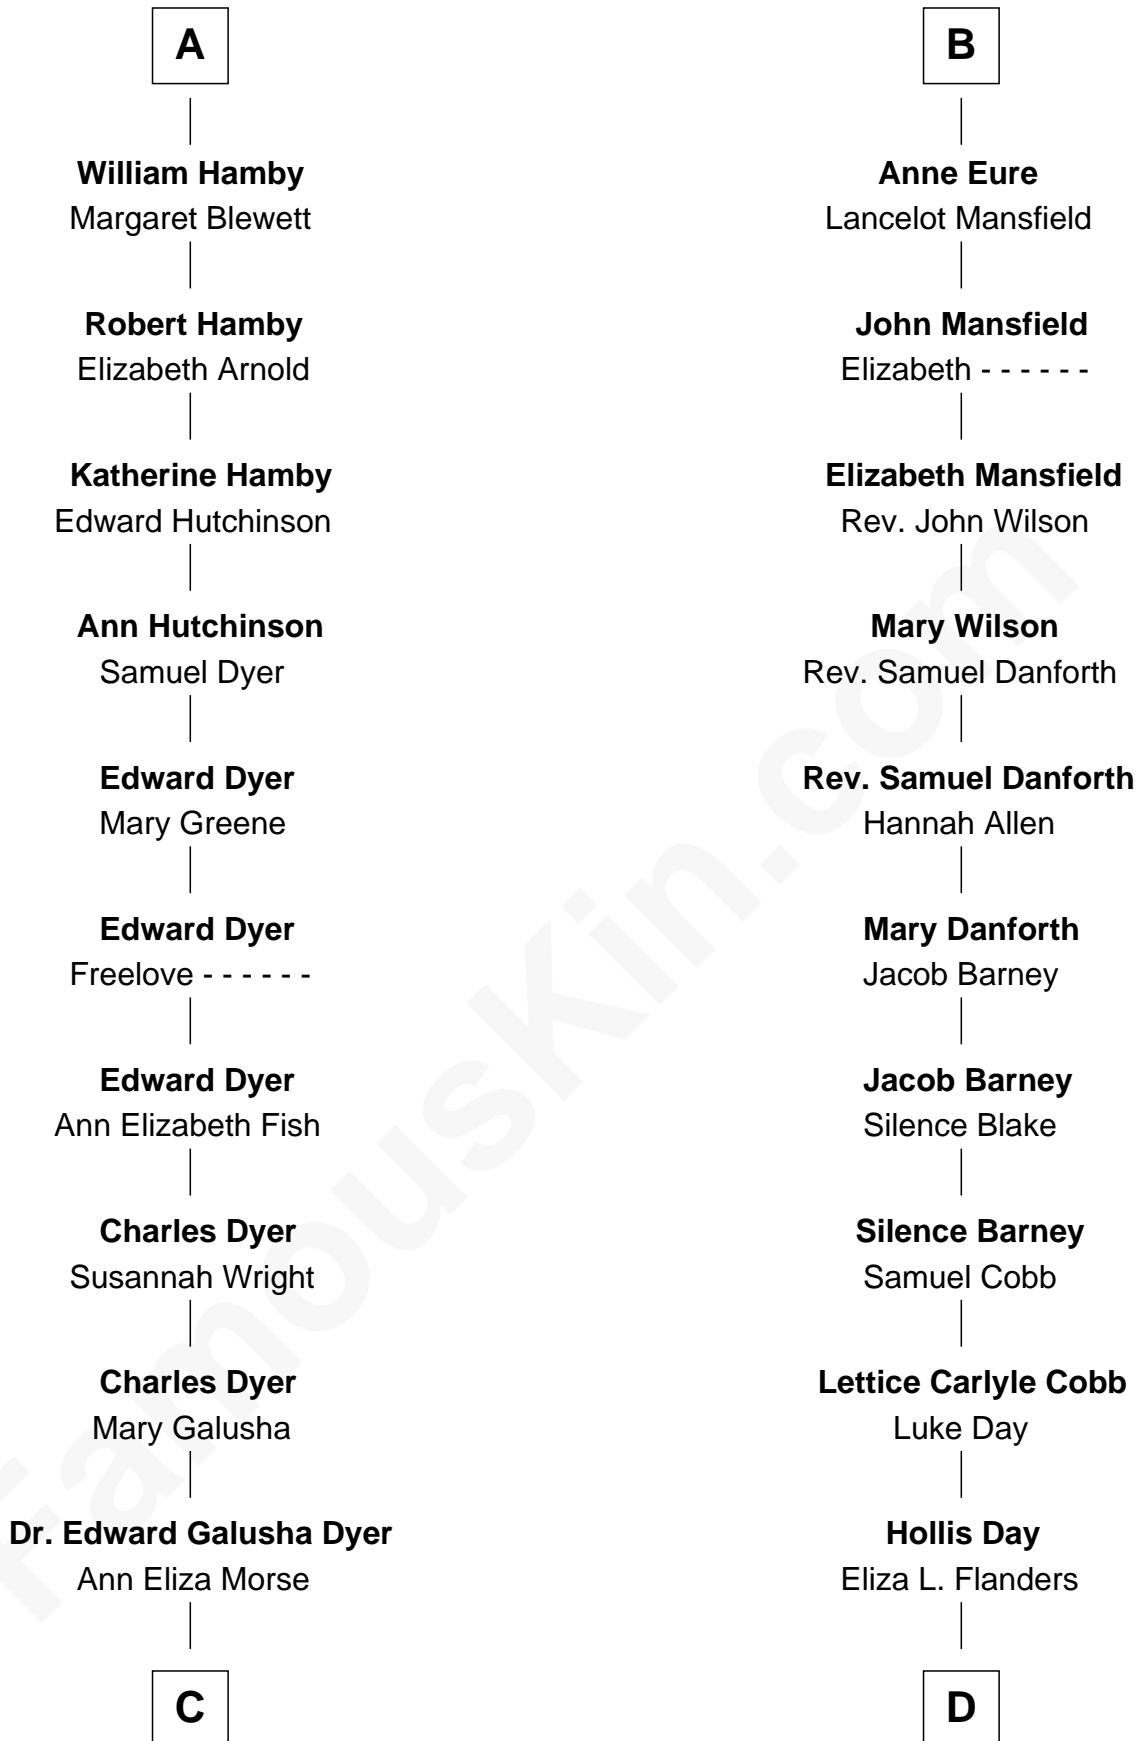 A
William Hamby
Margaret Blewett
Robert Hamby
Elizabeth Arnold
Katherine Hamby
Edward Hutchinson
Ann Hutchinson
Samuel Dyer
Edward Dyer
Mary Greene
Edward Dyer
Freelove - - - - - -
Edward Dyer
Ann Elizabeth Fish
Charles Dyer
Susannah Wright
Charles Dyer
Mary Galusha
Dr. Edward Galusha Dyer
Ann Eliza Morse
C
B
Anne Eure
Lancelot Mansfield
John Mansfield
Elizabeth - - - - - -
Elizabeth Mansfield
Rev. John Wilson
Mary Wilson
Rev. Samuel Danforth
Rev. Samuel Danforth
Hannah Allen
Mary Danforth
Jacob Barney
Jacob Barney
Silence Blake
Silence Barney
Samuel Cobb
Lettice Carlyle Cobb
Luke Day
Hollis Day
Eliza L. Flanders
D
FamousKin.com